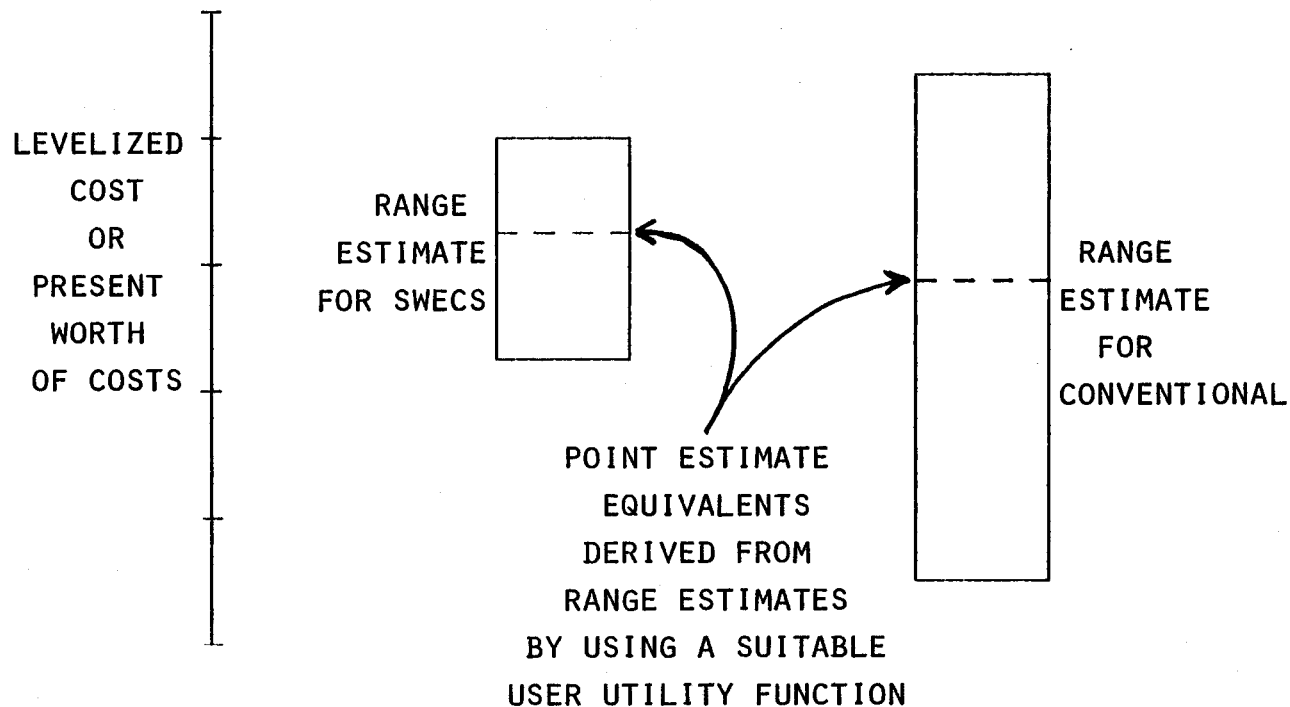 LEVELIZED
COST
OR
PRESENT
WORTH
OF COSTS
RANGE
ESTIMATE
FOR SWECS
RANGE
ESTIMATE
FOR
CONVENTIONAL
POINT ESTIMATE
EQUIVALENTS
DERIVED FROM
RANGE ESTIMATES
BY USING A SUITABLE
USER UTILITY FUNCTION